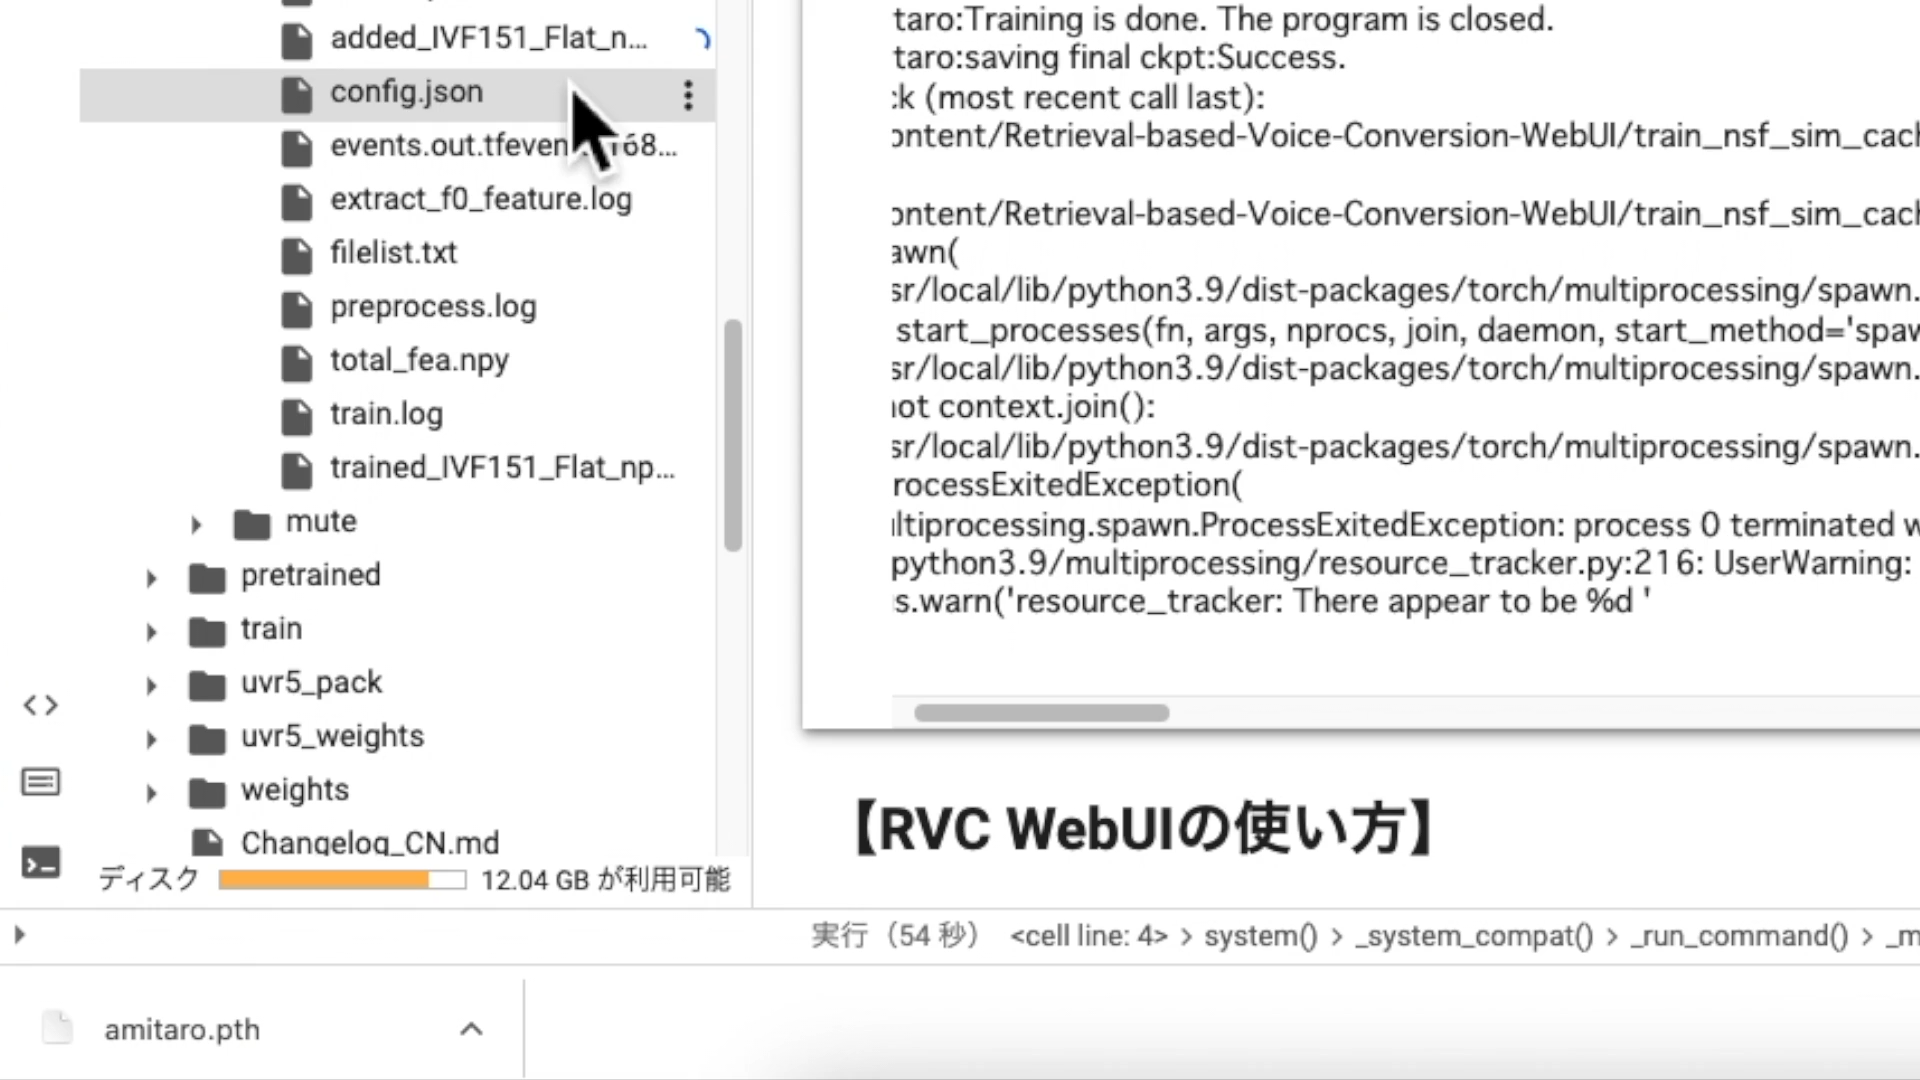 added_IVF151_Flat_n...
config.json
events.out.tfeven 168...
extract_f0_feature.log
filelist.txt
preprocess.log
total_fea.npy
train.log
trained_IVF151_Flat_np...
mute
pretrained
train
uvr5_pack
uvr5_weights
weights
Changelog_CN.md
ディスク 12.04 GB が利用可能
taro:Training is done. The program is closed.
taro:saving final ckpt:Success.
ck (most recent call last):
ontent/Retrieval-based-Voice-Conversion-WebUI/train_nsf_sim_cach
ontent/Retrieval-based-Voice-Conversion-WebUI/train_nsf_sim_cach
awn(
sr/local/lib/python3.9/dist-packages/torch/multiprocessing/spawn.
start_processes(fn, args, nprocs, join, daemon, start_method='spaw
sr/local/lib/python3.9/dist-packages/torch/multiprocessing/spawn.
not context.join():
sr/local/lib/python3.9/dist-packages/torch/multiprocessing/spawn.
rocessExitedException(
ltiprocessing.spawn.ProcessExitedException: process 0 terminated w
python3.9/multiprocessing/resource_tracker.py:216: UserWarning:
s.warn('resource_tracker: There appear to be %d '
【RVC WebUIの使い方】
実行（54 秒） <cell line: 4> > system() > _system_compat() > _run_command() > _m
amitaro.pth